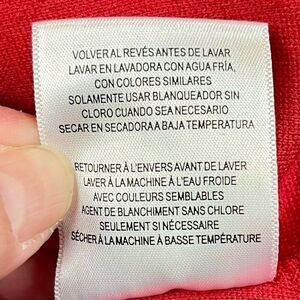 VOLVER AL REVÉS ANTES DE LAVAR
LAVAR EN LAVADORA CON AGUA FRÍA,
CON COLORES SIMILARES
SOLAMENTE USAR BLANQUEADOR SIN
CLORO CUANDO SEA NECESARIO
SECAR EN SECADORA A BAJA TEMPERATURA
RETOURNER À L'ENVERS AVANT DE LAVER
LAVER À LA MACHINE À L'EAU FROIDE
AVEC COULEURS SEMBLABLES
AGENT DE BLANCHIMENT SANS CHLORE
SEULEMENT SI NÉCESSAIRE
SÉCHER À LA MACHINE À BASSE TEMPÉRATURE